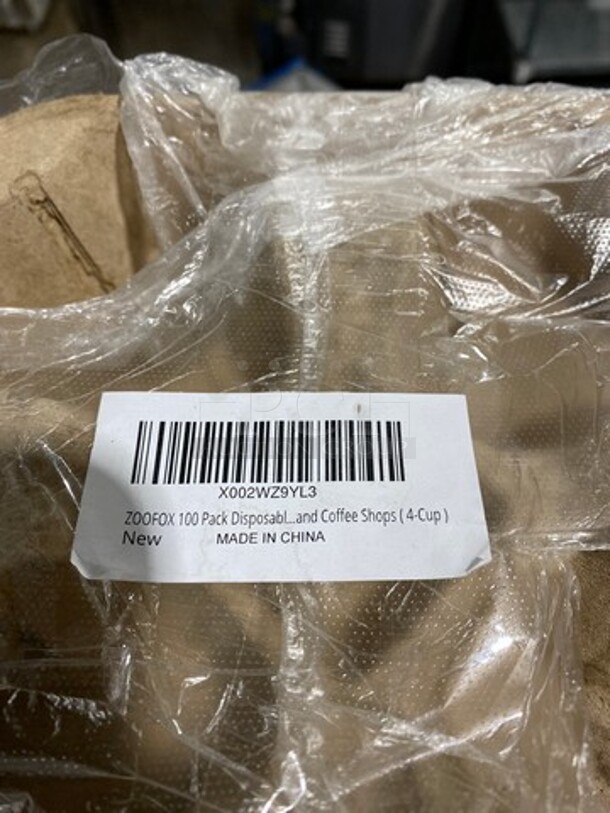 X002WZ9YL3
ZOOFOX 100 Pack Disposabl...and Coffee Shops ( 4-Cup )
New MADE IN CHINA